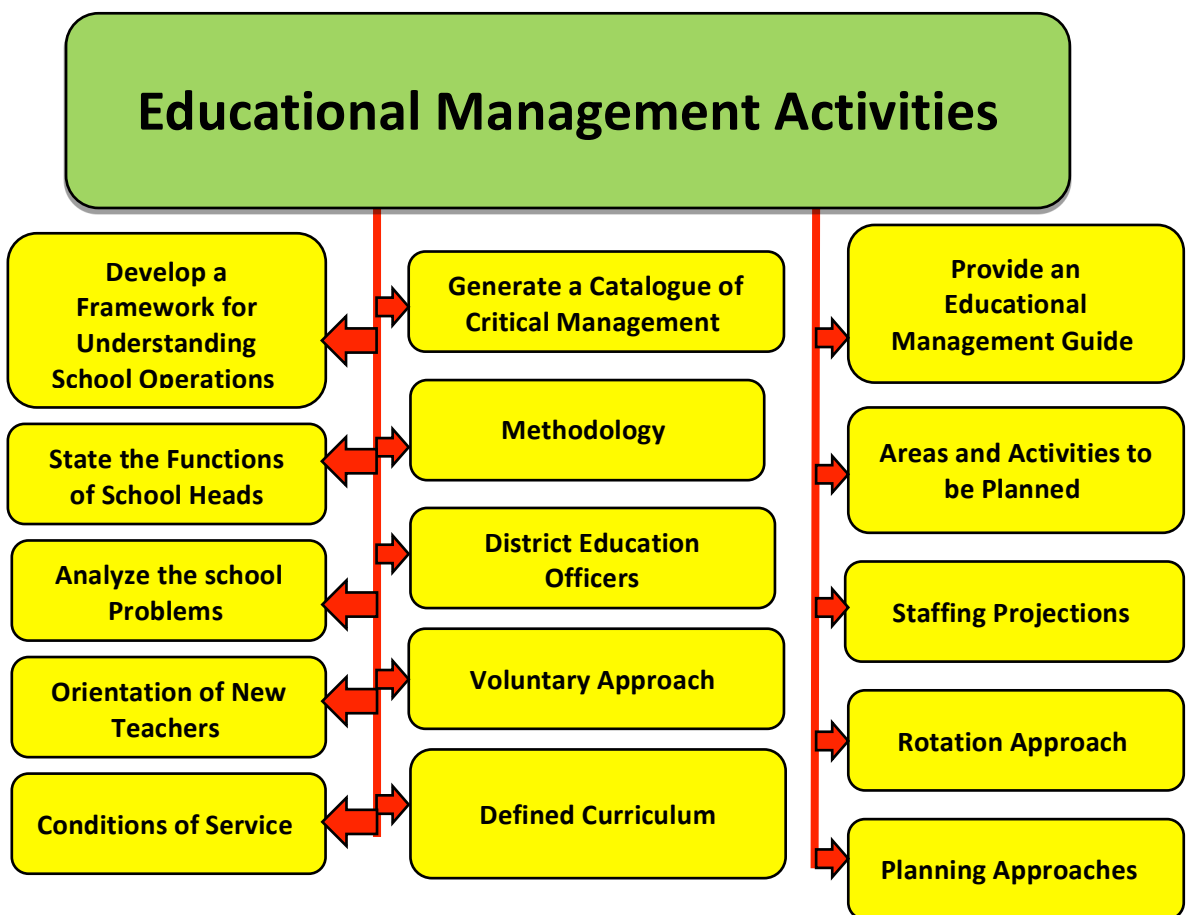 Educational Management Activities
Develop a
Framework for
Understanding
School Operations
State the Functions
of School Heads
Analyze the school
Problems
Orientation of New
Teachers
Conditions of Service
Generate a Catalogue of
Critical Management
Methodology
District Education
Officers
Voluntary Approach
Defined Curriculum
Provide an
Educational
Management Guide
Areas and Activities to
be Planned
Staffing Projections
Rotation Approach
Planning Approaches